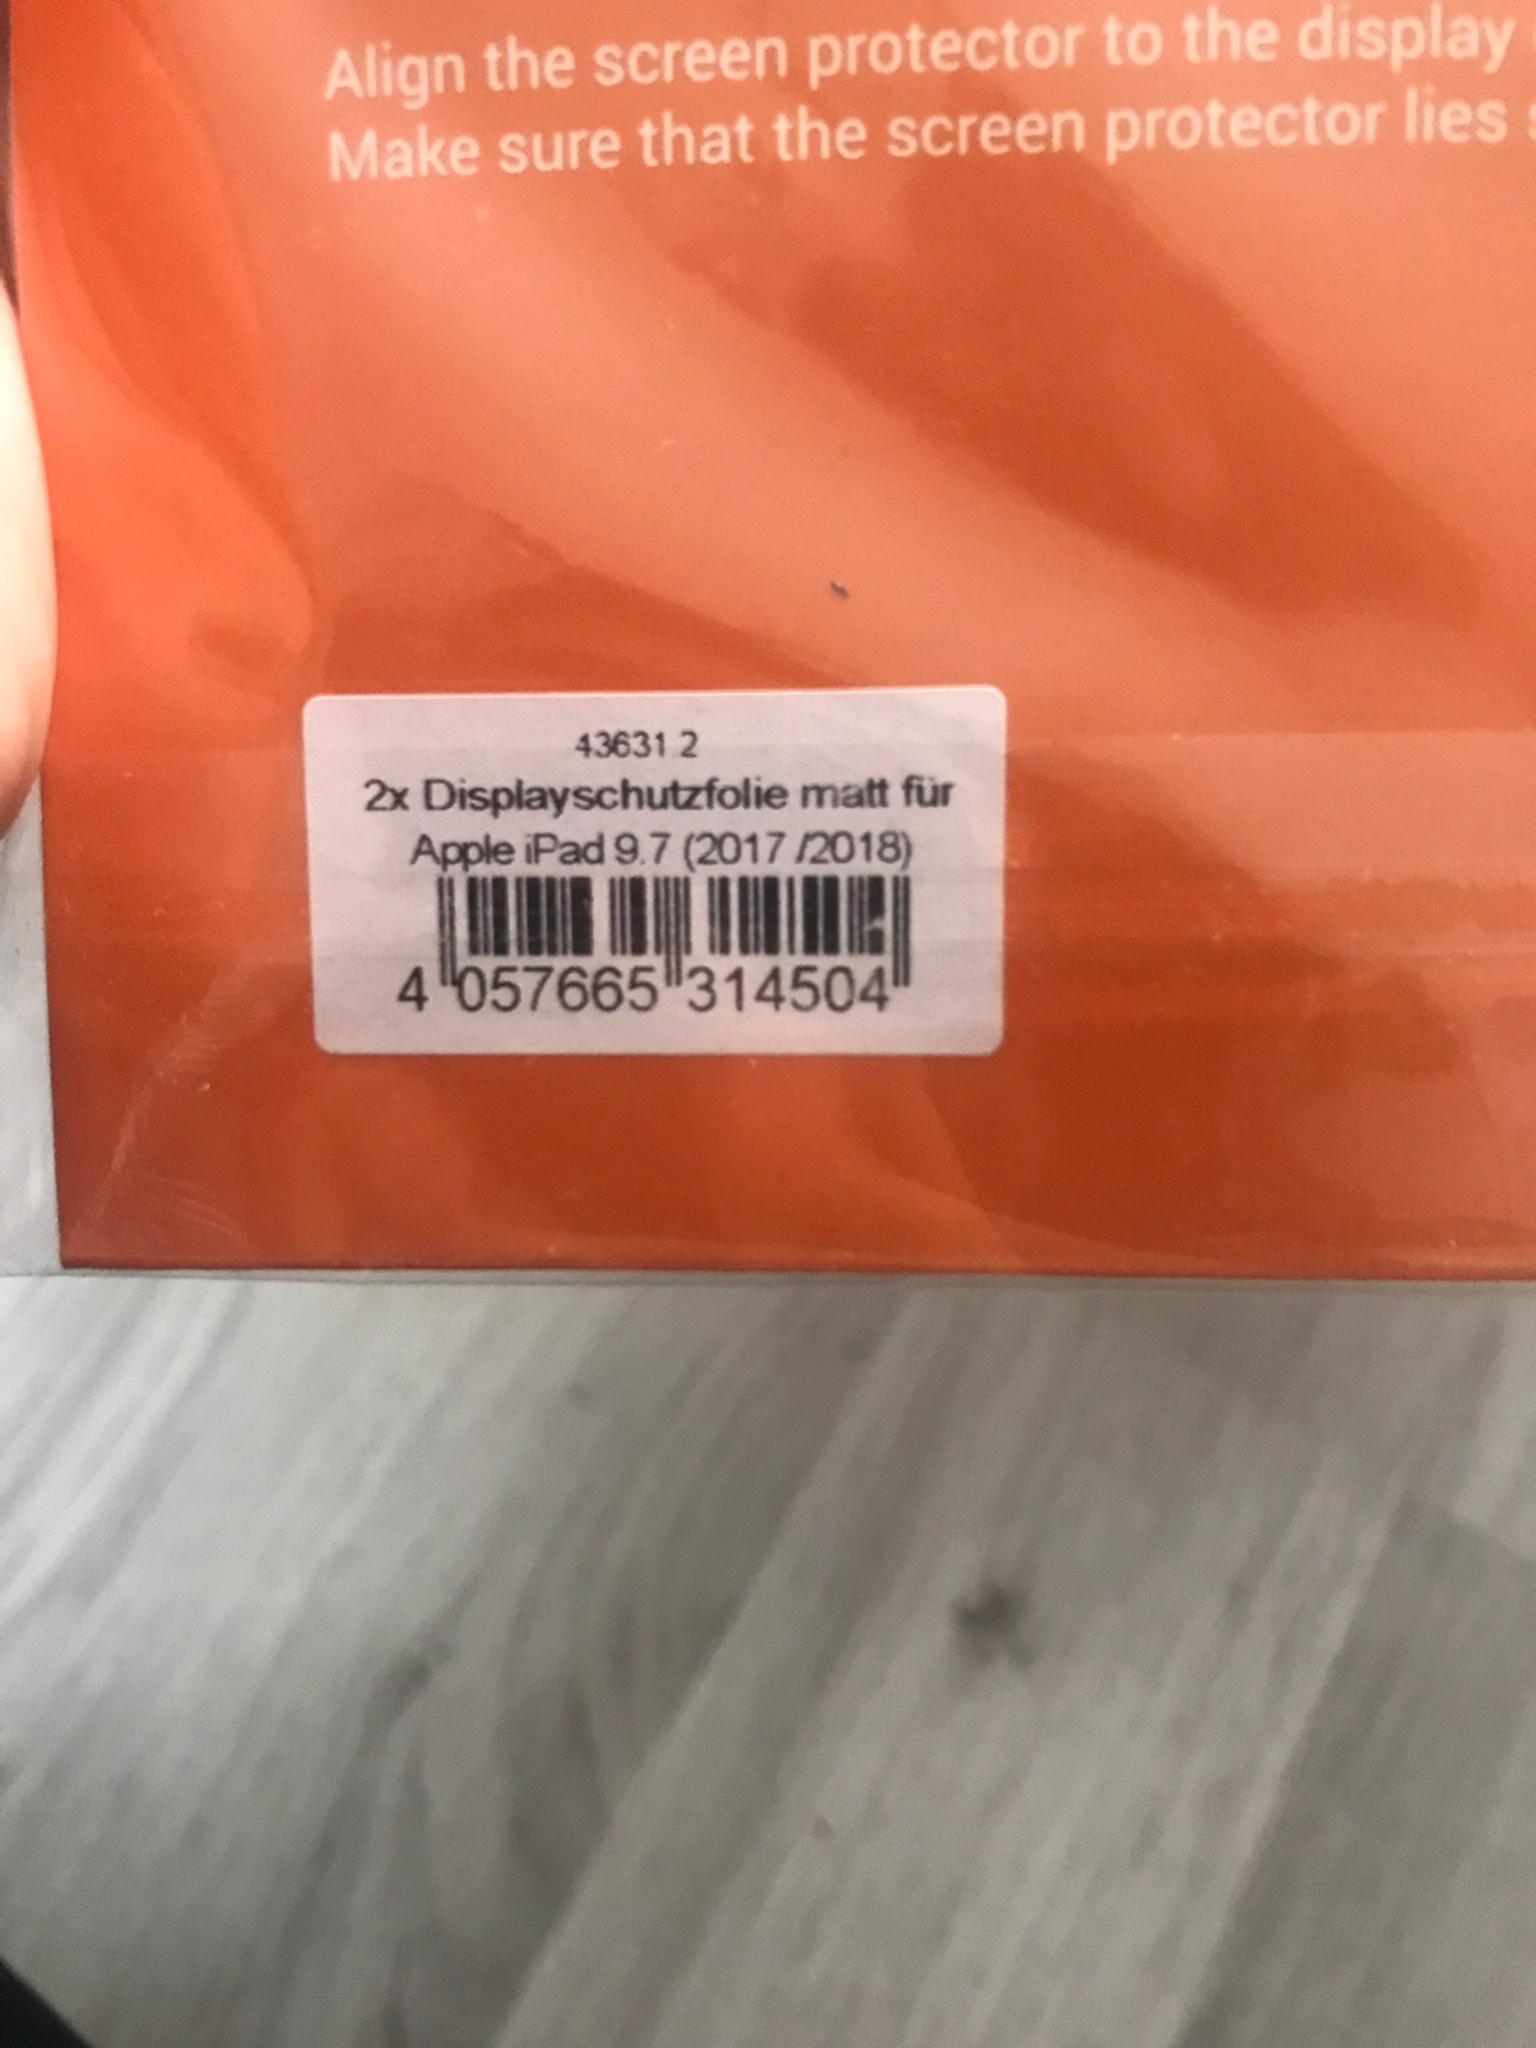 Align the screen protector to the display
Make sure that the screen protector lies
43631 2
2x Displayschutzfolie matt für
Apple iPad 9.7 (2017 /2018)
4 057665 314504